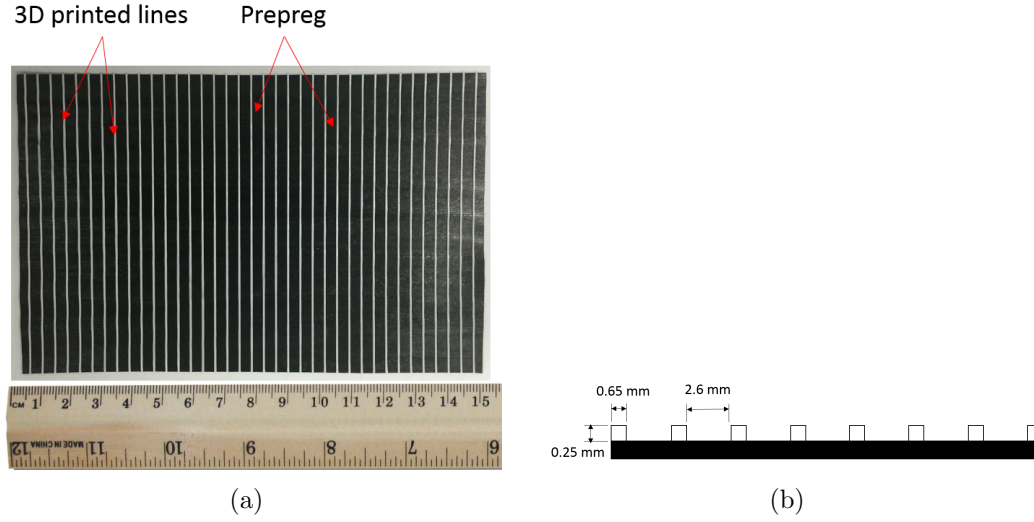 3D printed lines Prepreg
CM 1 2 3 4 5 6 7 8 9 10 11 12 13 14 15
12 MADE IN CHINA 11 10 9 8 7 6
0.65 mm 2.6 mm
0.25 mm
(a) (b)